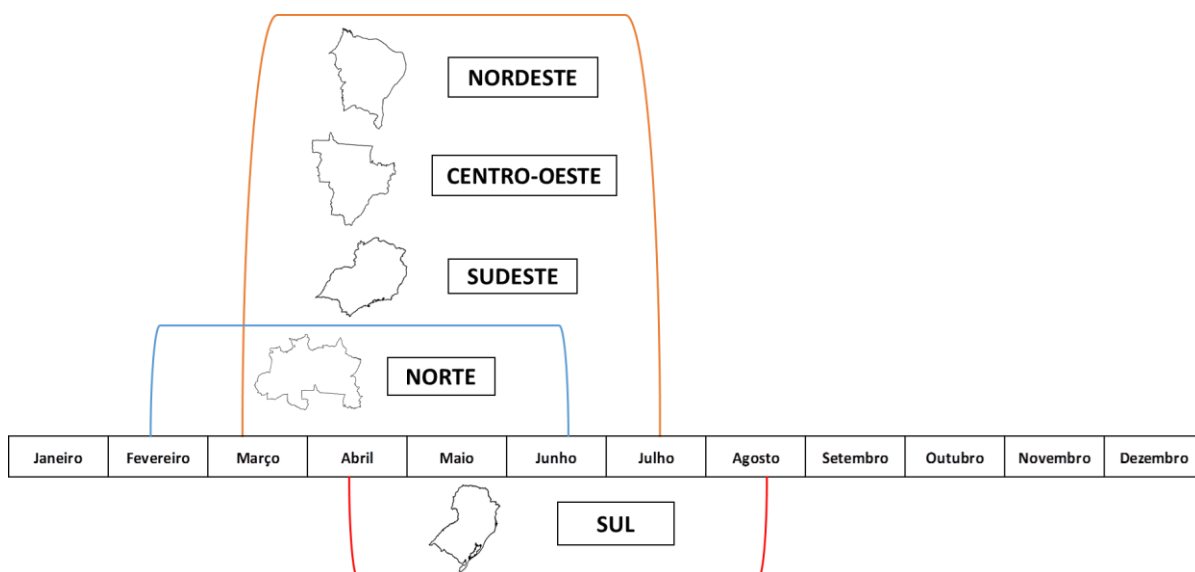 NORDESTE
CENTRO-OESTE
SUDESTE
NORTE
Janeiro Fevereiro Março Abril Maio Junho Julho Agosto Setembro Outubro Novembro Dezembro
SUL